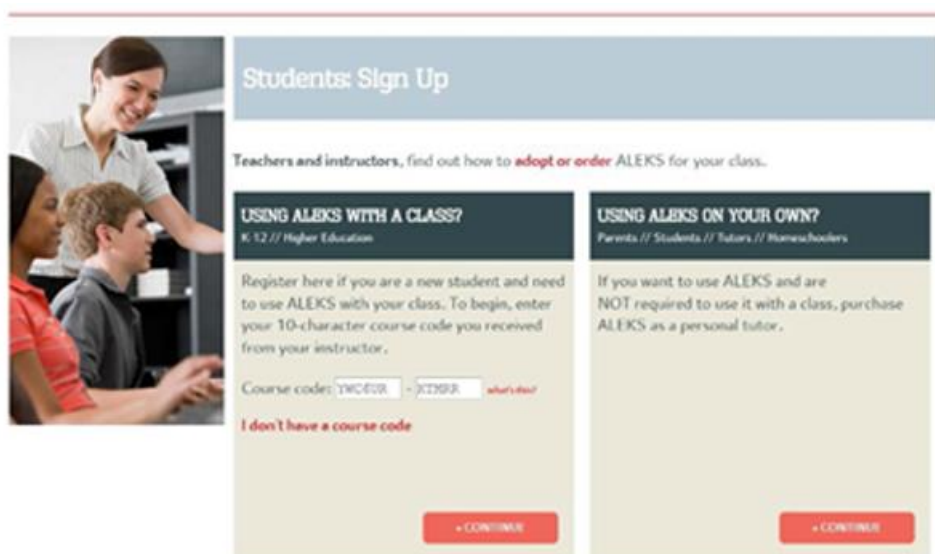 Students: Sign Up
Teachers and instructors, find out how to adopt or order ALEKS for your class.
USING ALEKS WITH A CLASS?
K-12 // Higher Education
Register here if you are a new student and need
to use ALEKS with your class. To begin, enter
your 10-character course code you received
from your instructor.
Course code: - what's this?
I don't have a course code
» CONTINUE
USING ALEKS ON YOUR OWN?
Parents // Students // Tutors // Homeschoolers
If you want to use ALEKS and are
NOT required to use it with a class, purchase
ALEKS as a personal tutor.
» CONTINUE